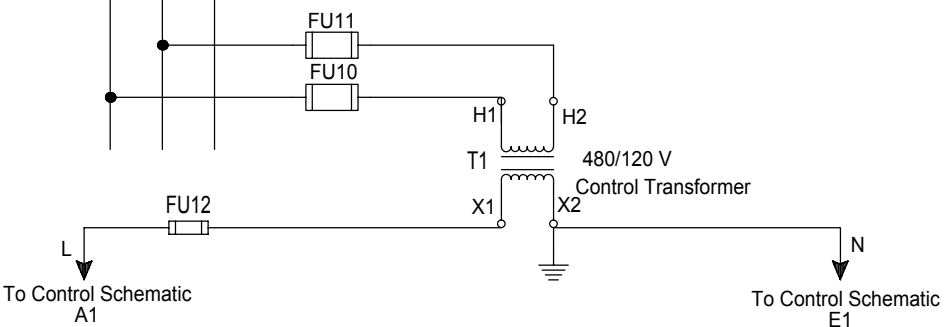 FU11
FU10
H1
H2
T1
480/120 V
Control Transformer
X1
X2
FU12
L
N
To Control Schematic
A1
To Control Schematic
E1